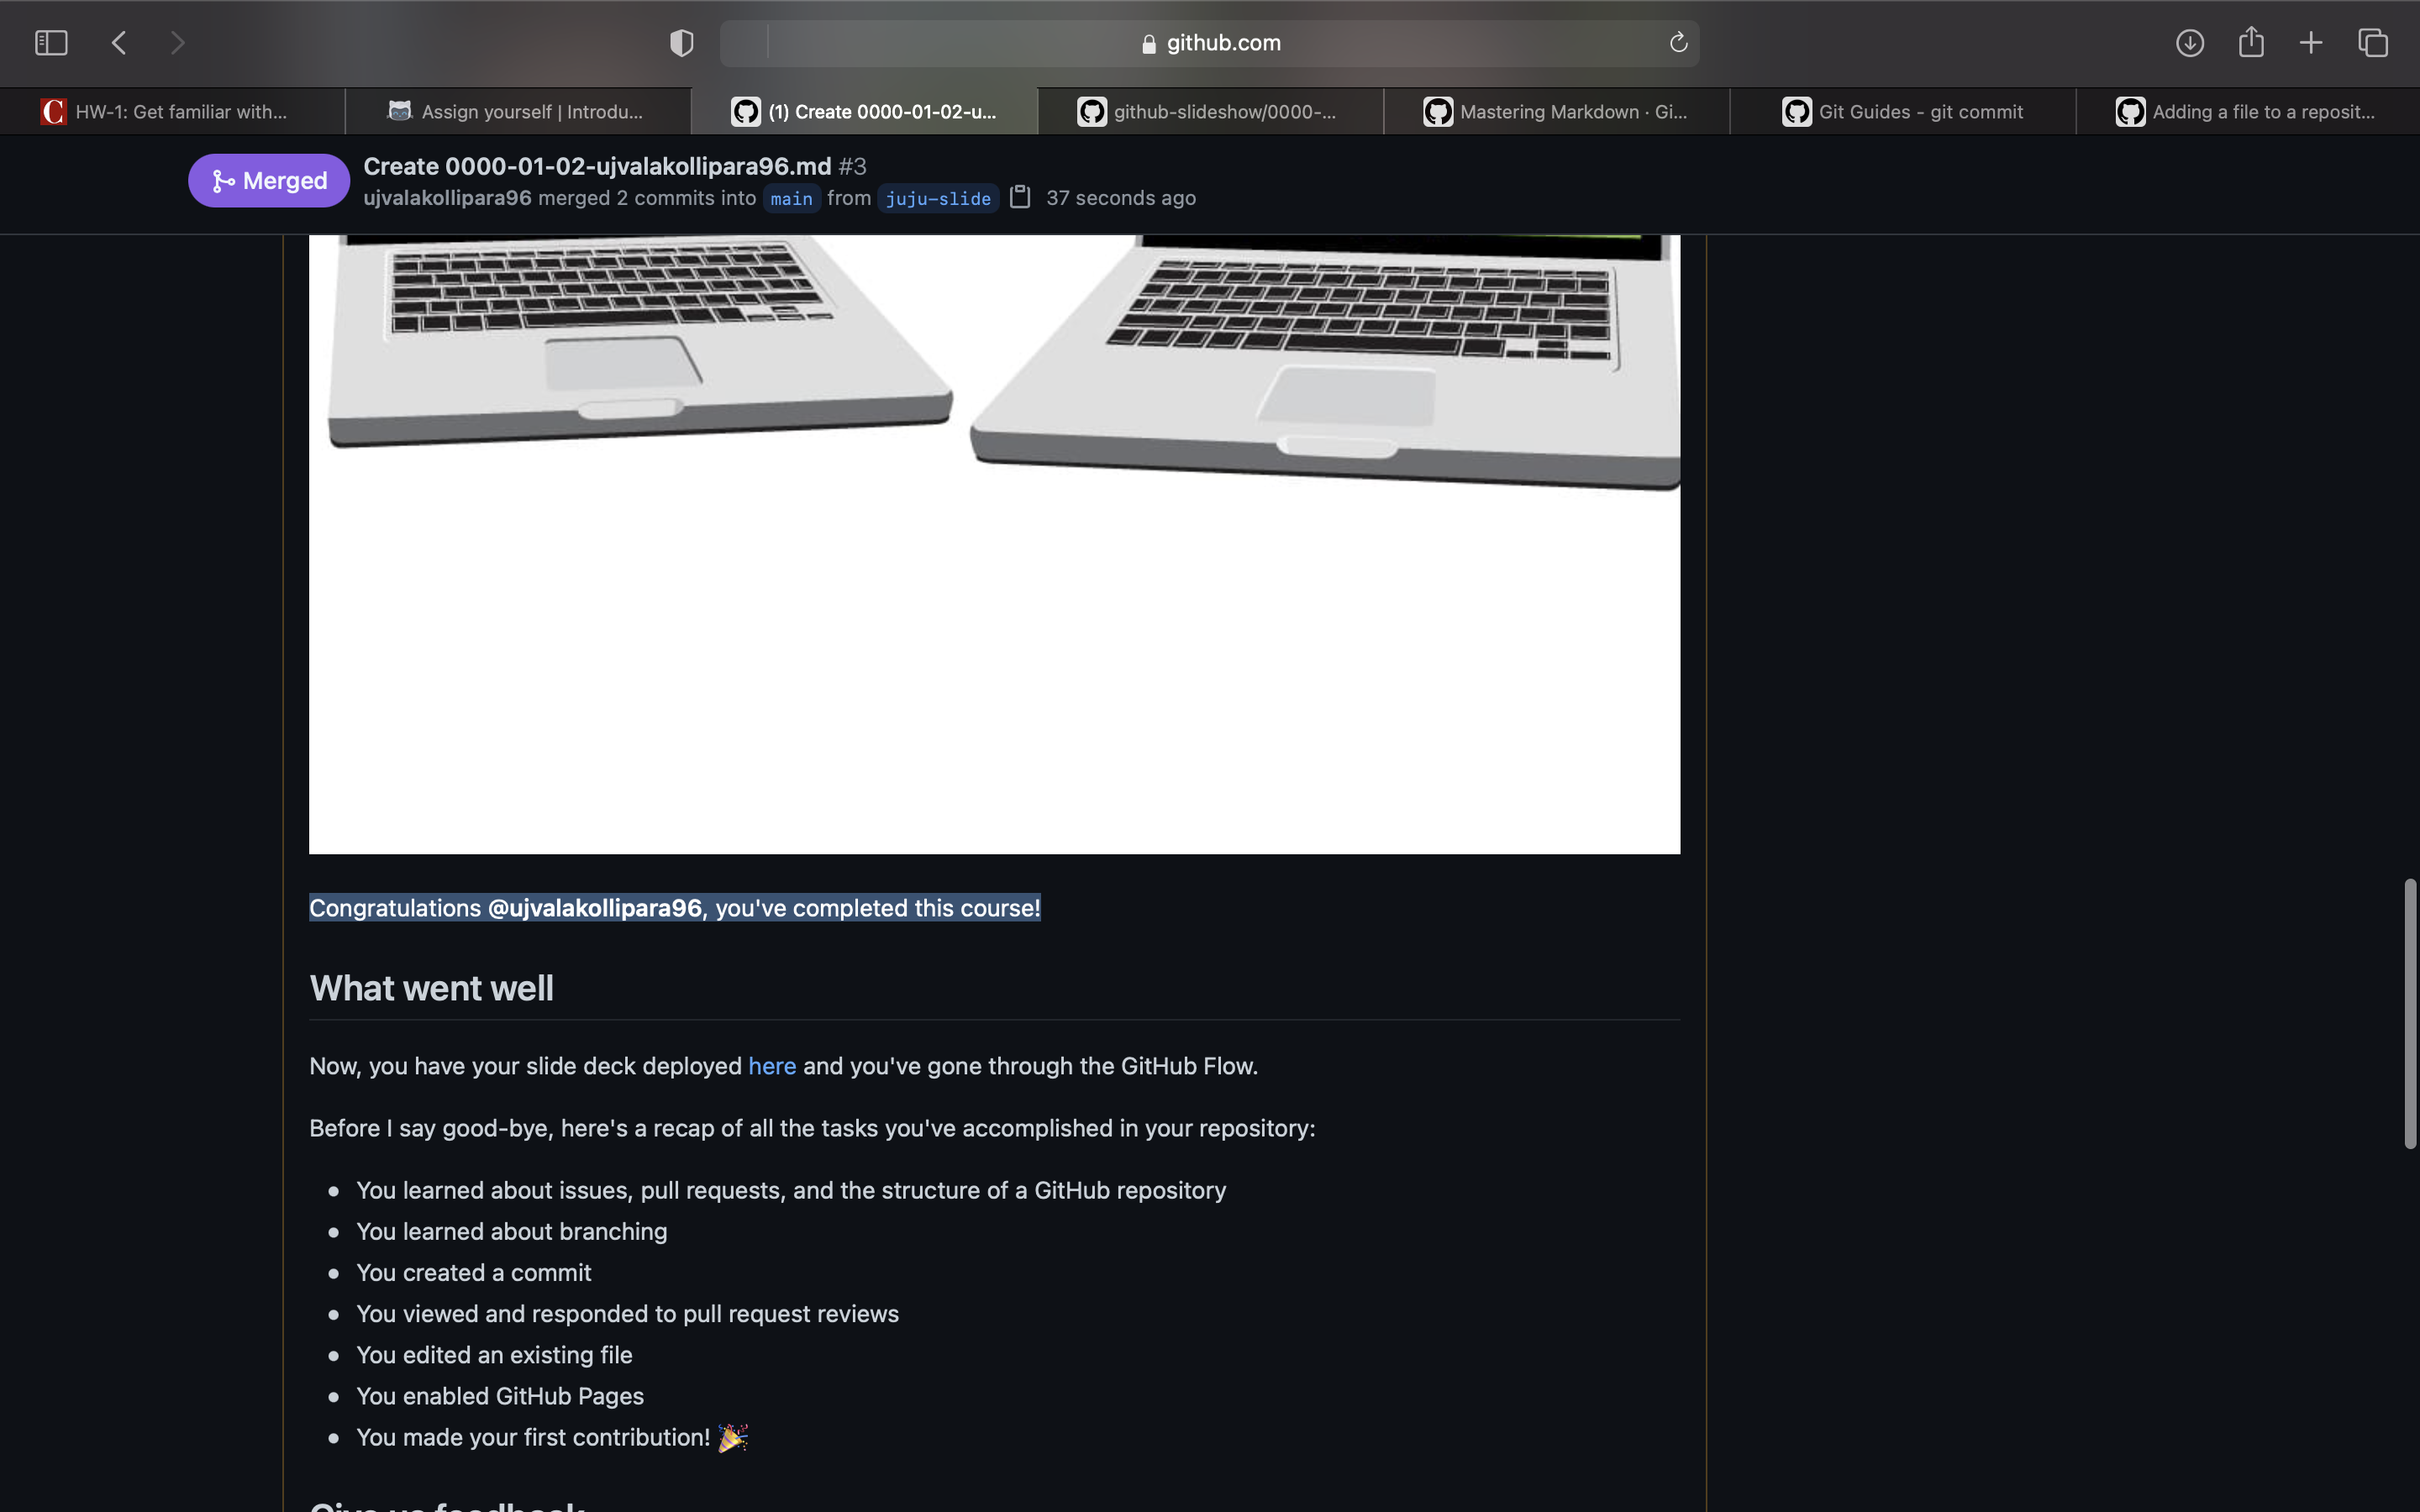 github.com
HW-1: Get familiar with...
Assign yourself | Introdu...
(1) Create 0000-01-02-u...
github-slideshow/0000-...
Mastering Markdown · Gi...
Git Guides - git commit
Adding a file to a reposit...
Merged
Create 0000-01-02-ujvalakollipara96.md #3
ujvalakollipara96 merged 2 commits into main from juju-slide 37 seconds ago
Congratulations @ujvalakollipara96, you've completed this course!
What went well
Now, you have your slide deck deployed here and you've gone through the GitHub Flow.
Before I say good-bye, here's a recap of all the tasks you've accomplished in your repository:
• You learned about issues, pull requests, and the structure of a GitHub repository
• You learned about branching
• You created a commit
• You viewed and responded to pull request reviews
• You edited an existing file
• You enabled GitHub Pages
• You made your first contribution! 🎉
Give us feedback